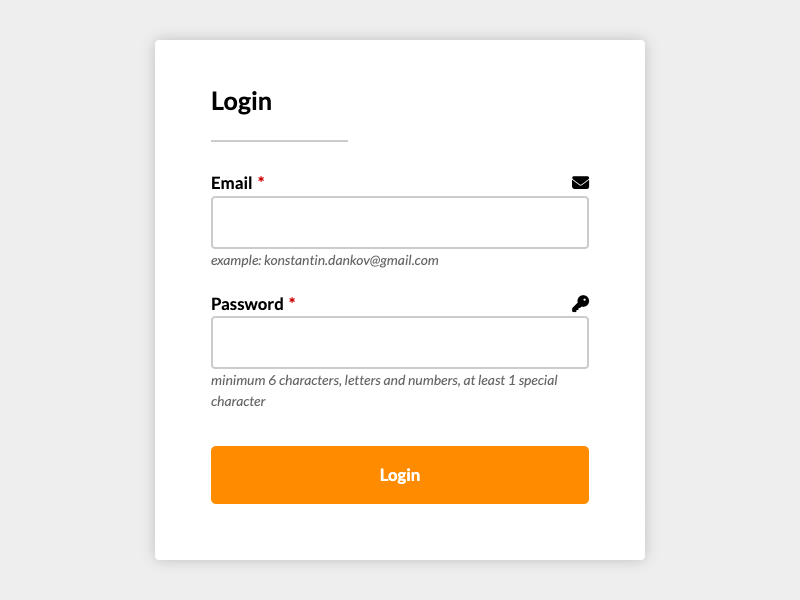 Login
Email *
example: konstantin.dankov@gmail.com
Password *
minimum 6 characters, letters and numbers, at least 1 special
character
Login